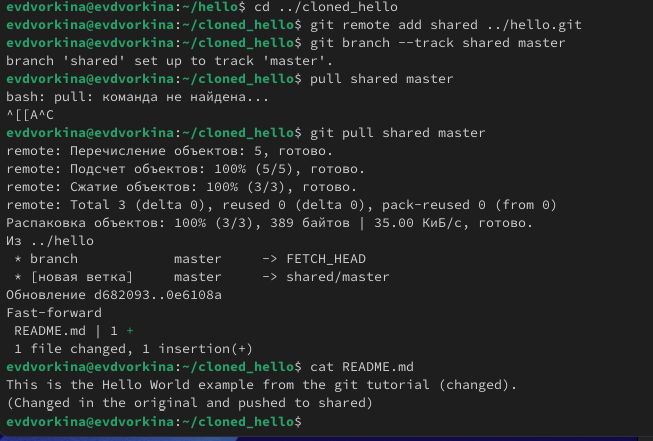 evdvorkina@evdvorkina:~/hello$ cd ../cloned_hello
evdvorkina@evdvorkina:~/cloned_hello$ git remote add shared ../hello.git
evdvorkina@evdvorkina:~/cloned_hello$ git branch --track shared master
branch 'shared' set up to track 'master'.
evdvorkina@evdvorkina:~/cloned_hello$ pull shared master
bash: pull: команда не найдена...
^[[A^C
evdvorkina@evdvorkina:~/cloned_hello$ git pull shared master
remote: Перечисление объектов: 5, готово.
remote: Подсчет объектов: 100% (5/5), готово.
remote: Сжатие объектов: 100% (3/3), готово.
remote: Total 3 (delta 0), reused 0 (delta 0), pack-reused 0 (from 0)
Распаковка объектов: 100% (3/3), 389 байтов | 35.00 КиБ/с, готово.
Из ../hello
 * branch            master     -> FETCH_HEAD
 * [новая ветка]     master     -> shared/master
Обновление d682093..0e6108a
Fast-forward
 README.md | 1 +
 1 file changed, 1 insertion(+)
evdvorkina@evdvorkina:~/cloned_hello$ cat README.md
This is the Hello World example from the git tutorial (changed).
(Changed in the original and pushed to shared)
evdvorkina@evdvorkina:~/cloned_hello$